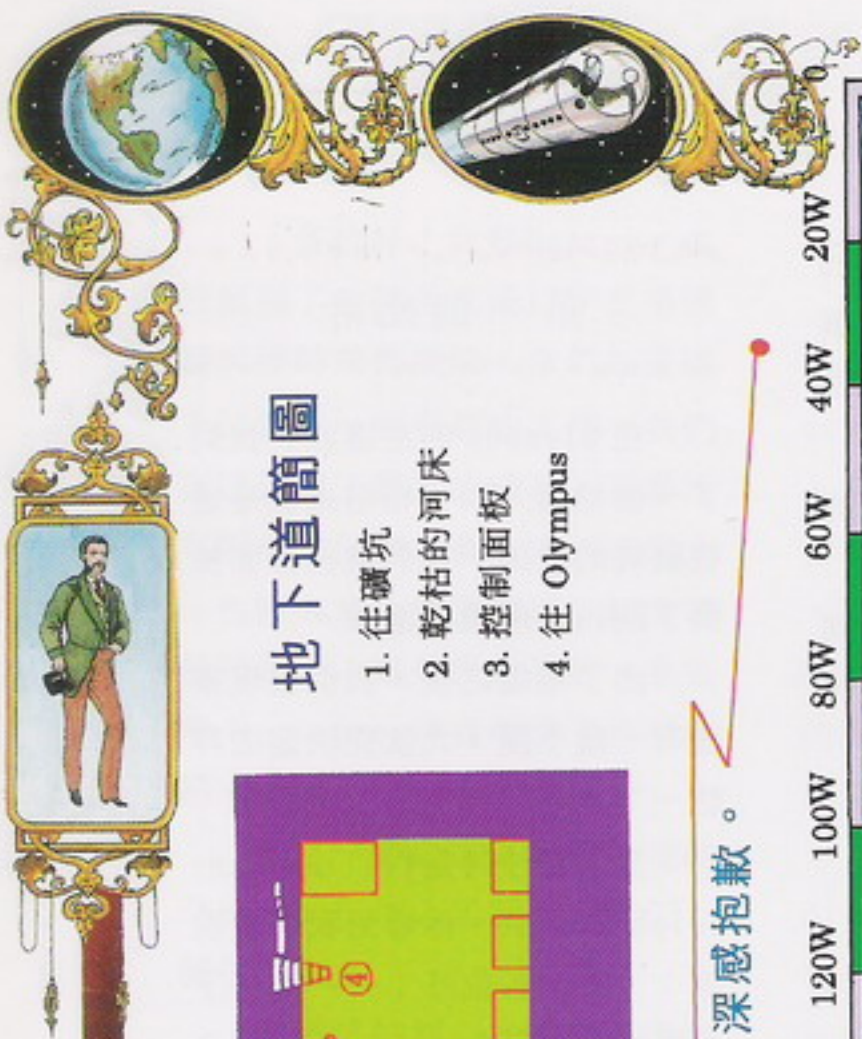 地下道簡圖
1. 往礦坑
2. 乾枯的河床
3. 控制面板
4. 往 Olympus
④
深感抱歉。
120W 100W 80W 60W 40W 20W 0